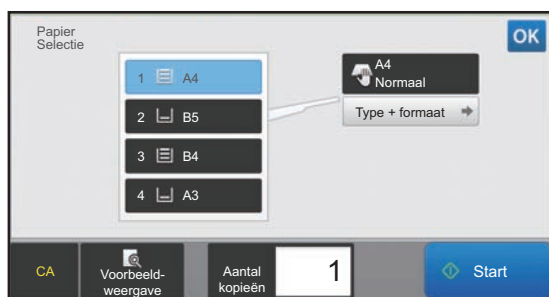 Papier
Selectie
OK
1 A4
2 B5
3 B4
4 A3
A4
Normaal
Type + formaat
CA
Voorbeeld-
weergave
Aantal
kopieën
1
Start